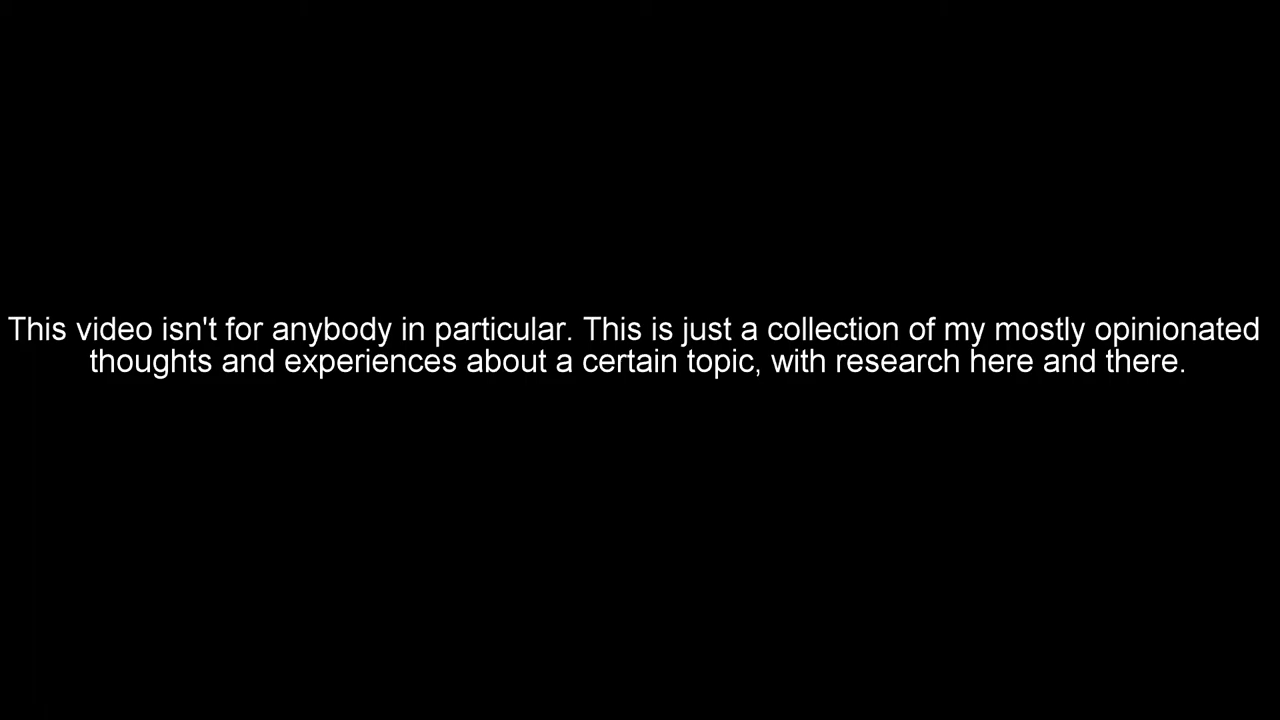 This video isn't for anybody in particular. This is just a collection of my mostly opinionated
thoughts and experiences about a certain topic, with research here and there.